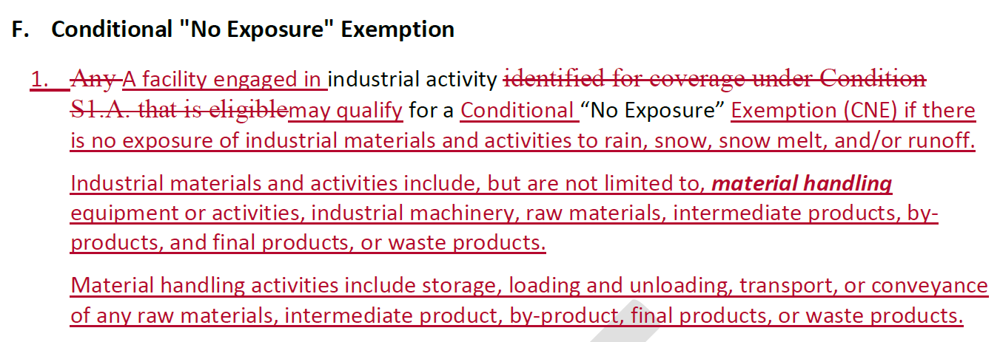 F. Conditional "No Exposure" Exemption
1. Any A facility engaged in industrial activity identified for coverage under Condition
S1.A. that is eligiblemay qualify for a Conditional “No Exposure” Exemption (CNE) if there
is no exposure of industrial materials and activities to rain, snow, snow melt, and/or runoff.
Industrial materials and activities include, but are not limited to, material handling
equipment or activities, industrial machinery, raw materials, intermediate products, by-
products, and final products, or waste products.
Material handling activities include storage, loading and unloading, transport, or conveyance
of any raw materials, intermediate product, by-product, final products, or waste products.